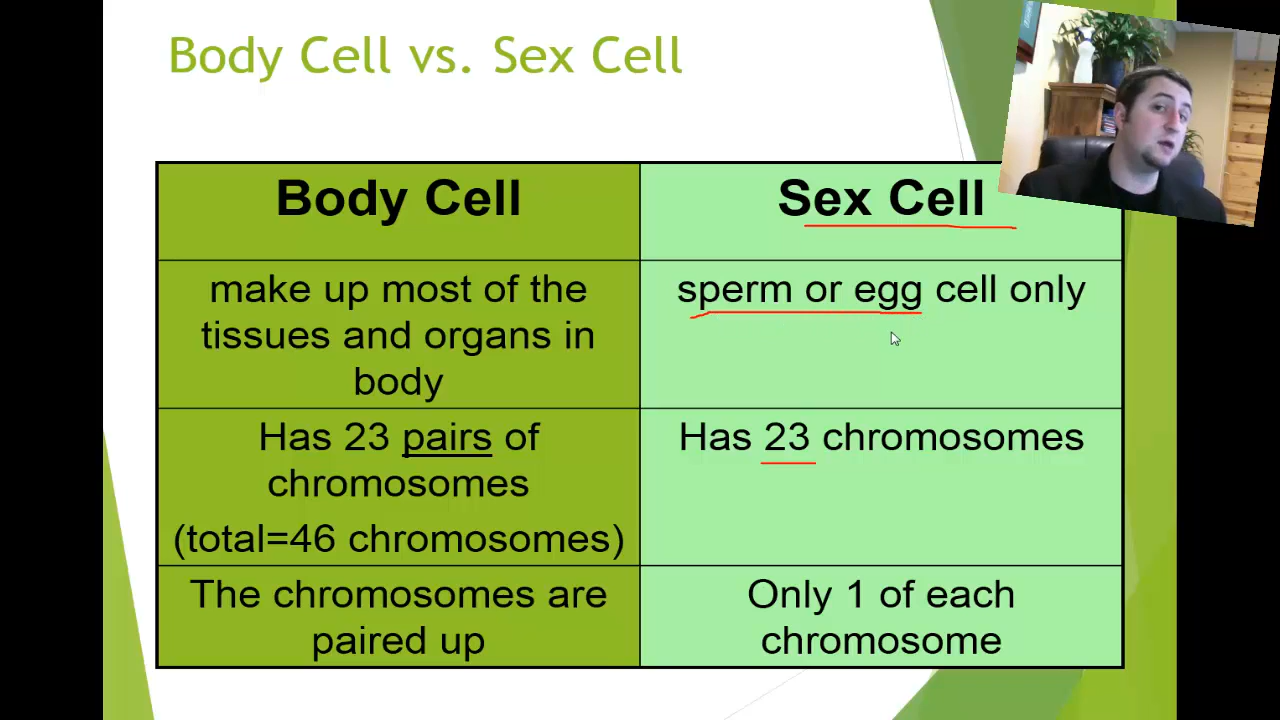 Body Cell vs. Sex Cell
Body Cell
Sex Cell
make up most of the
tissues and organs in
body
sperm or egg cell only
Has 23 pairs of
chromosomes
(total=46 chromosomes)
Has 23 chromosomes
The chromosomes are
paired up
Only 1 of each
chromosome